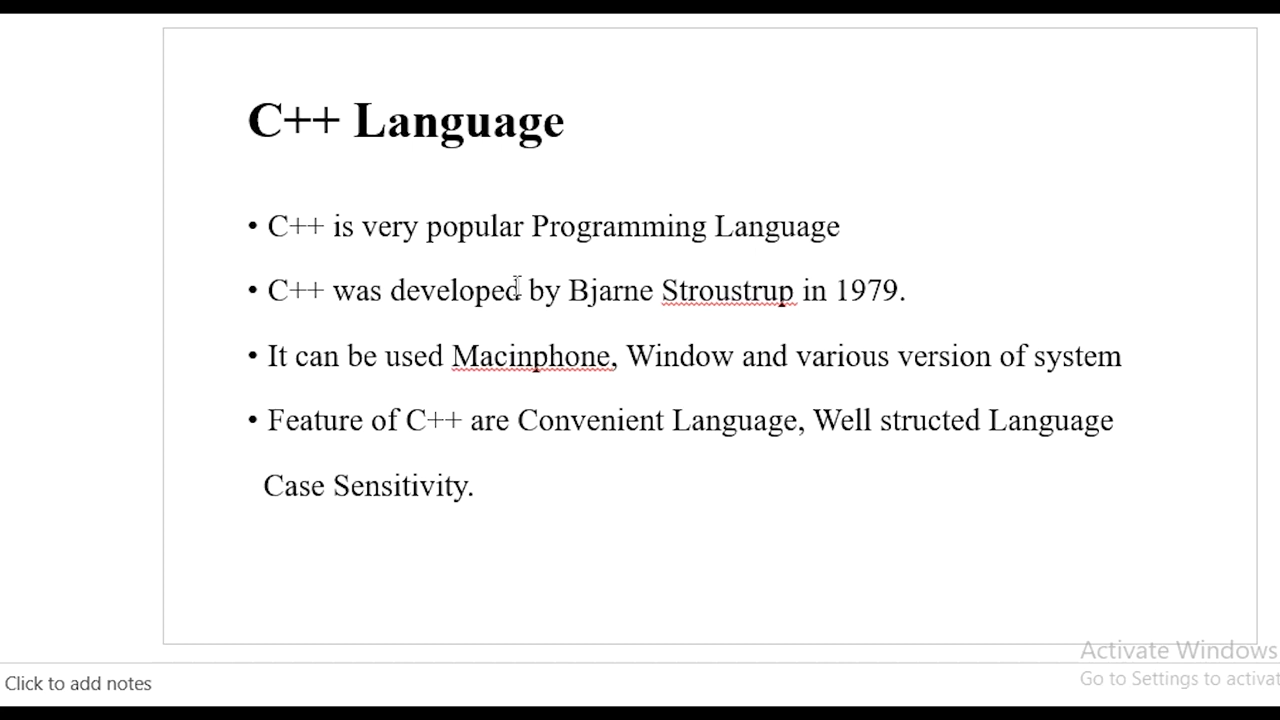 C++ Language
• C++ is very popular Programming Language
• C++ was developed by Bjarne Stroustrup in 1979.
• It can be used Macinphone, Window and various version of system
• Feature of C++ are Convenient Language, Well structed Language
Case Sensitivity.
Activate Windows
Go to Settings to activat
Click to add notes